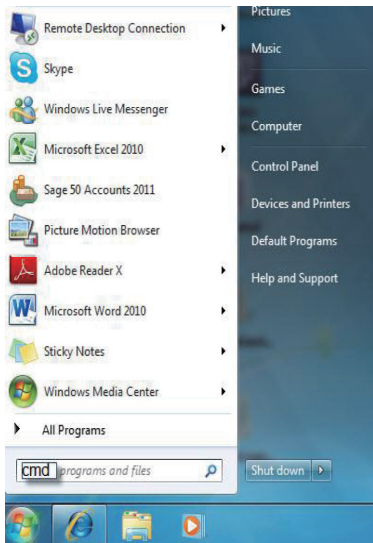 Remote Desktop Connection
Skype
Windows Live Messenger
Microsoft Excel 2010
Sage 50 Accounts 2011
Picture Motion Browser
Adobe Reader X
Microsoft Word 2010
Sticky Notes
Windows Media Center
All Programs
cmd programs and files
Pictures
Music
Games
Computer
Control Panel
Devices and Printers
Default Programs
Help and Support
Shut down